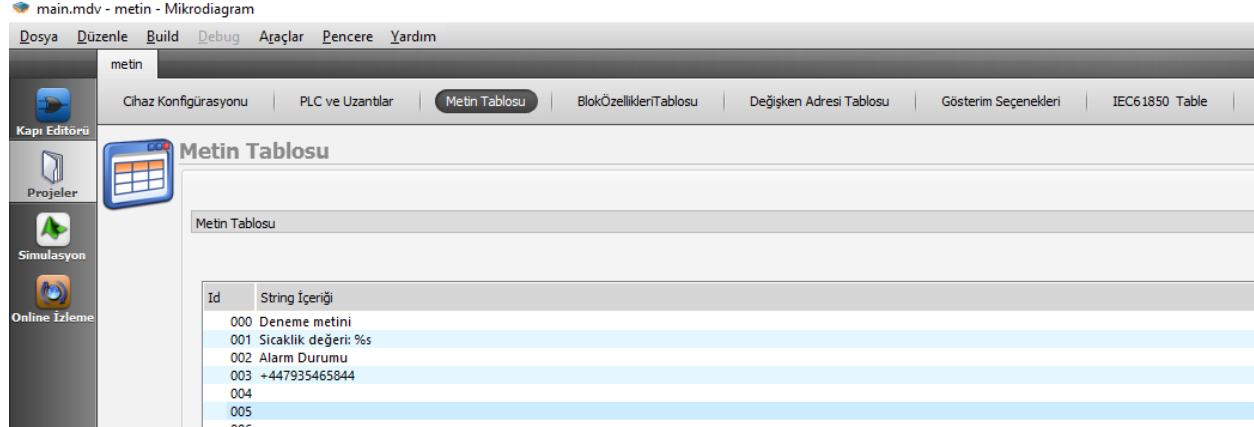 main.mdv - metin - Mikrodiagram
Dosya Düzenle Build Debug Araçlar Pencere Yardım
metin
Cihaz Konfigürasyonu PLC ve Uzantılar Metin Tablosu BlokÖzellikleriTablosu Değişken Adresi Tablosu Gösterim Seçenekleri IEC61850 Table
Kapı Editörü
Projeler
Simulasyon
Online İzleme
Metin Tablosu
Metin Tablosu
Id String İçeriği
000 Deneme metini
001 Sicaklik değeri: %s
002 Alarm Durumu
003 +447935465844
004
005